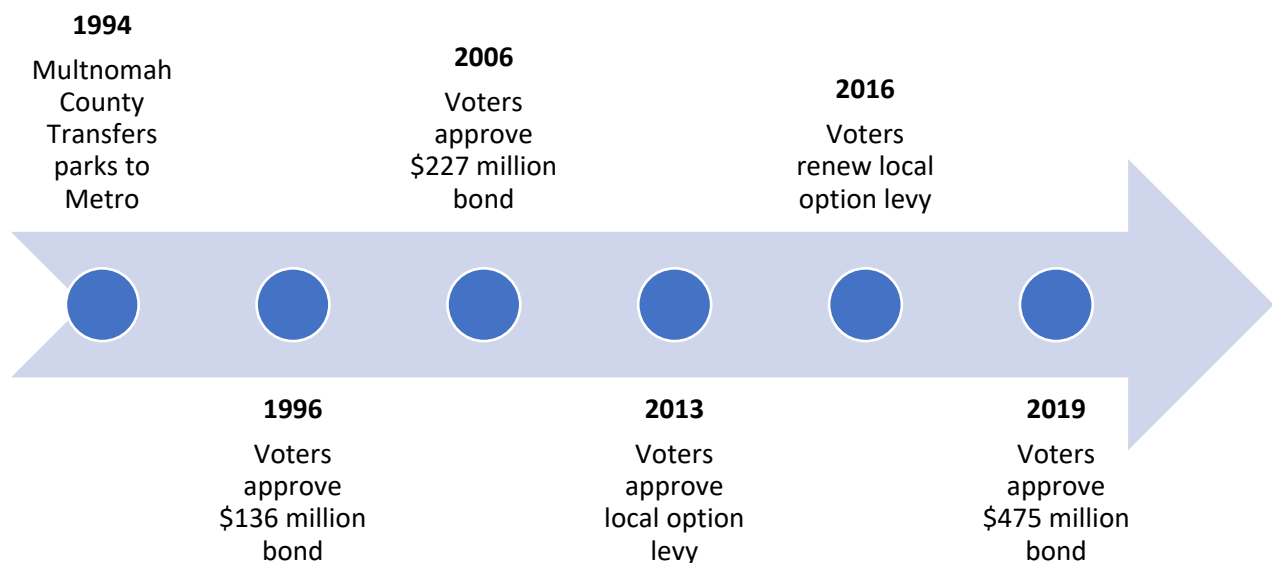 1994
Multnomah
County
Transfers
parks to
Metro
1996
Voters
approve
$136 million
bond
2006
Voters
approve
$227 million
bond
2013
Voters
approve
local option
levy
2016
Voters
renew local
option levy
2019
Voters
approve
$475 million
bond